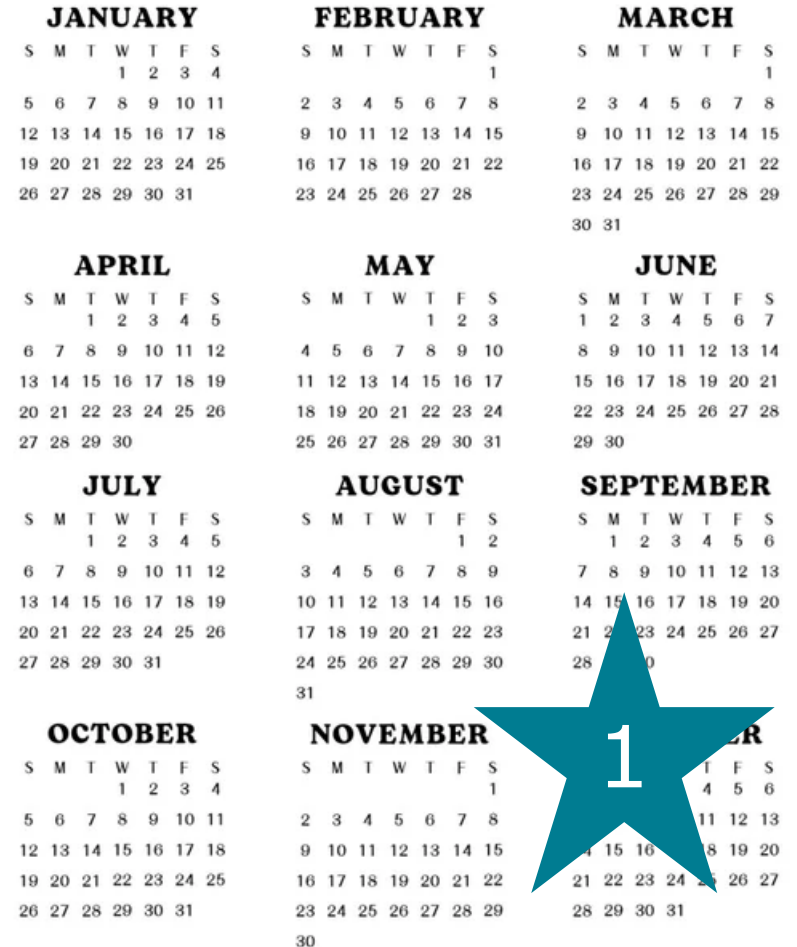 JANUARY
S M T W T F S
1 2 3 4
5 6 7 8 9 10 11
12 13 14 15 16 17 18
19 20 21 22 23 24 25
26 27 28 29 30 31
FEBRUARY
S M T W T F S
1
2 3 4 5 6 7 8
9 10 11 12 13 14 15
16 17 18 19 20 21 22
23 24 25 26 27 28
MARCH
S M T W T F S
1
2 3 4 5 6 7 8
9 10 11 12 13 14 15
16 17 18 19 20 21 22
23 24 25 26 27 28 29
30 31
APRIL
S M T W T F S
1 2 3 4 5
6 7 8 9 10 11 12
13 14 15 16 17 18 19
20 21 22 23 24 25 26
27 28 29 30
MAY
S M T W T F S
1 2 3
4 5 6 7 8 9 10
11 12 13 14 15 16 17
18 19 20 21 22 23 24
25 26 27 28 29 30 31
JUNE
S M T W T F S
1 2 3 4 5 6 7
8 9 10 11 12 13 14
15 16 17 18 19 20 21
22 23 24 25 26 27 28
29 30
JULY
S M T W T F S
1 2 3 4 5
6 7 8 9 10 11 12
13 14 15 16 17 18 19
20 21 22 23 24 25 26
27 28 29 30 31
AUGUST
S M T W T F S
1 2
3 4 5 6 7 8 9
10 11 12 13 14 15 16
17 18 19 20 21 22 23
24 25 26 27 28 29 30
31
SEPTEMBER
S M T W T F S
1 2 3 4 5 6
7 8 9 10 11 12 13
14 15 16 17 18 19 20
21 23 24 25 26 27
28
OCTOBER
S M T W T F S
1 2 3 4
5 6 7 8 9 10 11
12 13 14 15 16 17 18
19 20 21 22 23 24 25
26 27 28 29 30 31
NOVEMBER
S M T W T F S
1
2 3 4 5 6 7 8
9 10 11 12 13 14 15
16 17 18 19 20 21 22
23 24 25 26 27 28 29
30
1
T F S
4 5 6
11 12 13
15 16 19 20
21 22 23 24 26 27
28 29 30 31